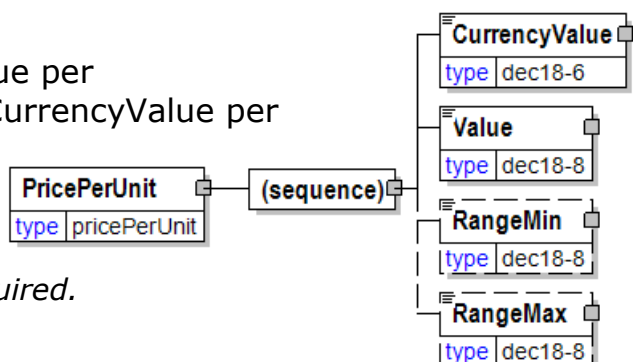 ue per
CurrencyValue per
uired.
PricePerUnit
type pricePerUnit
(sequence)
CurrencyValue
type dec18-6
Value
type dec18-8
RangeMin
type dec18-8
RangeMax
type dec18-8